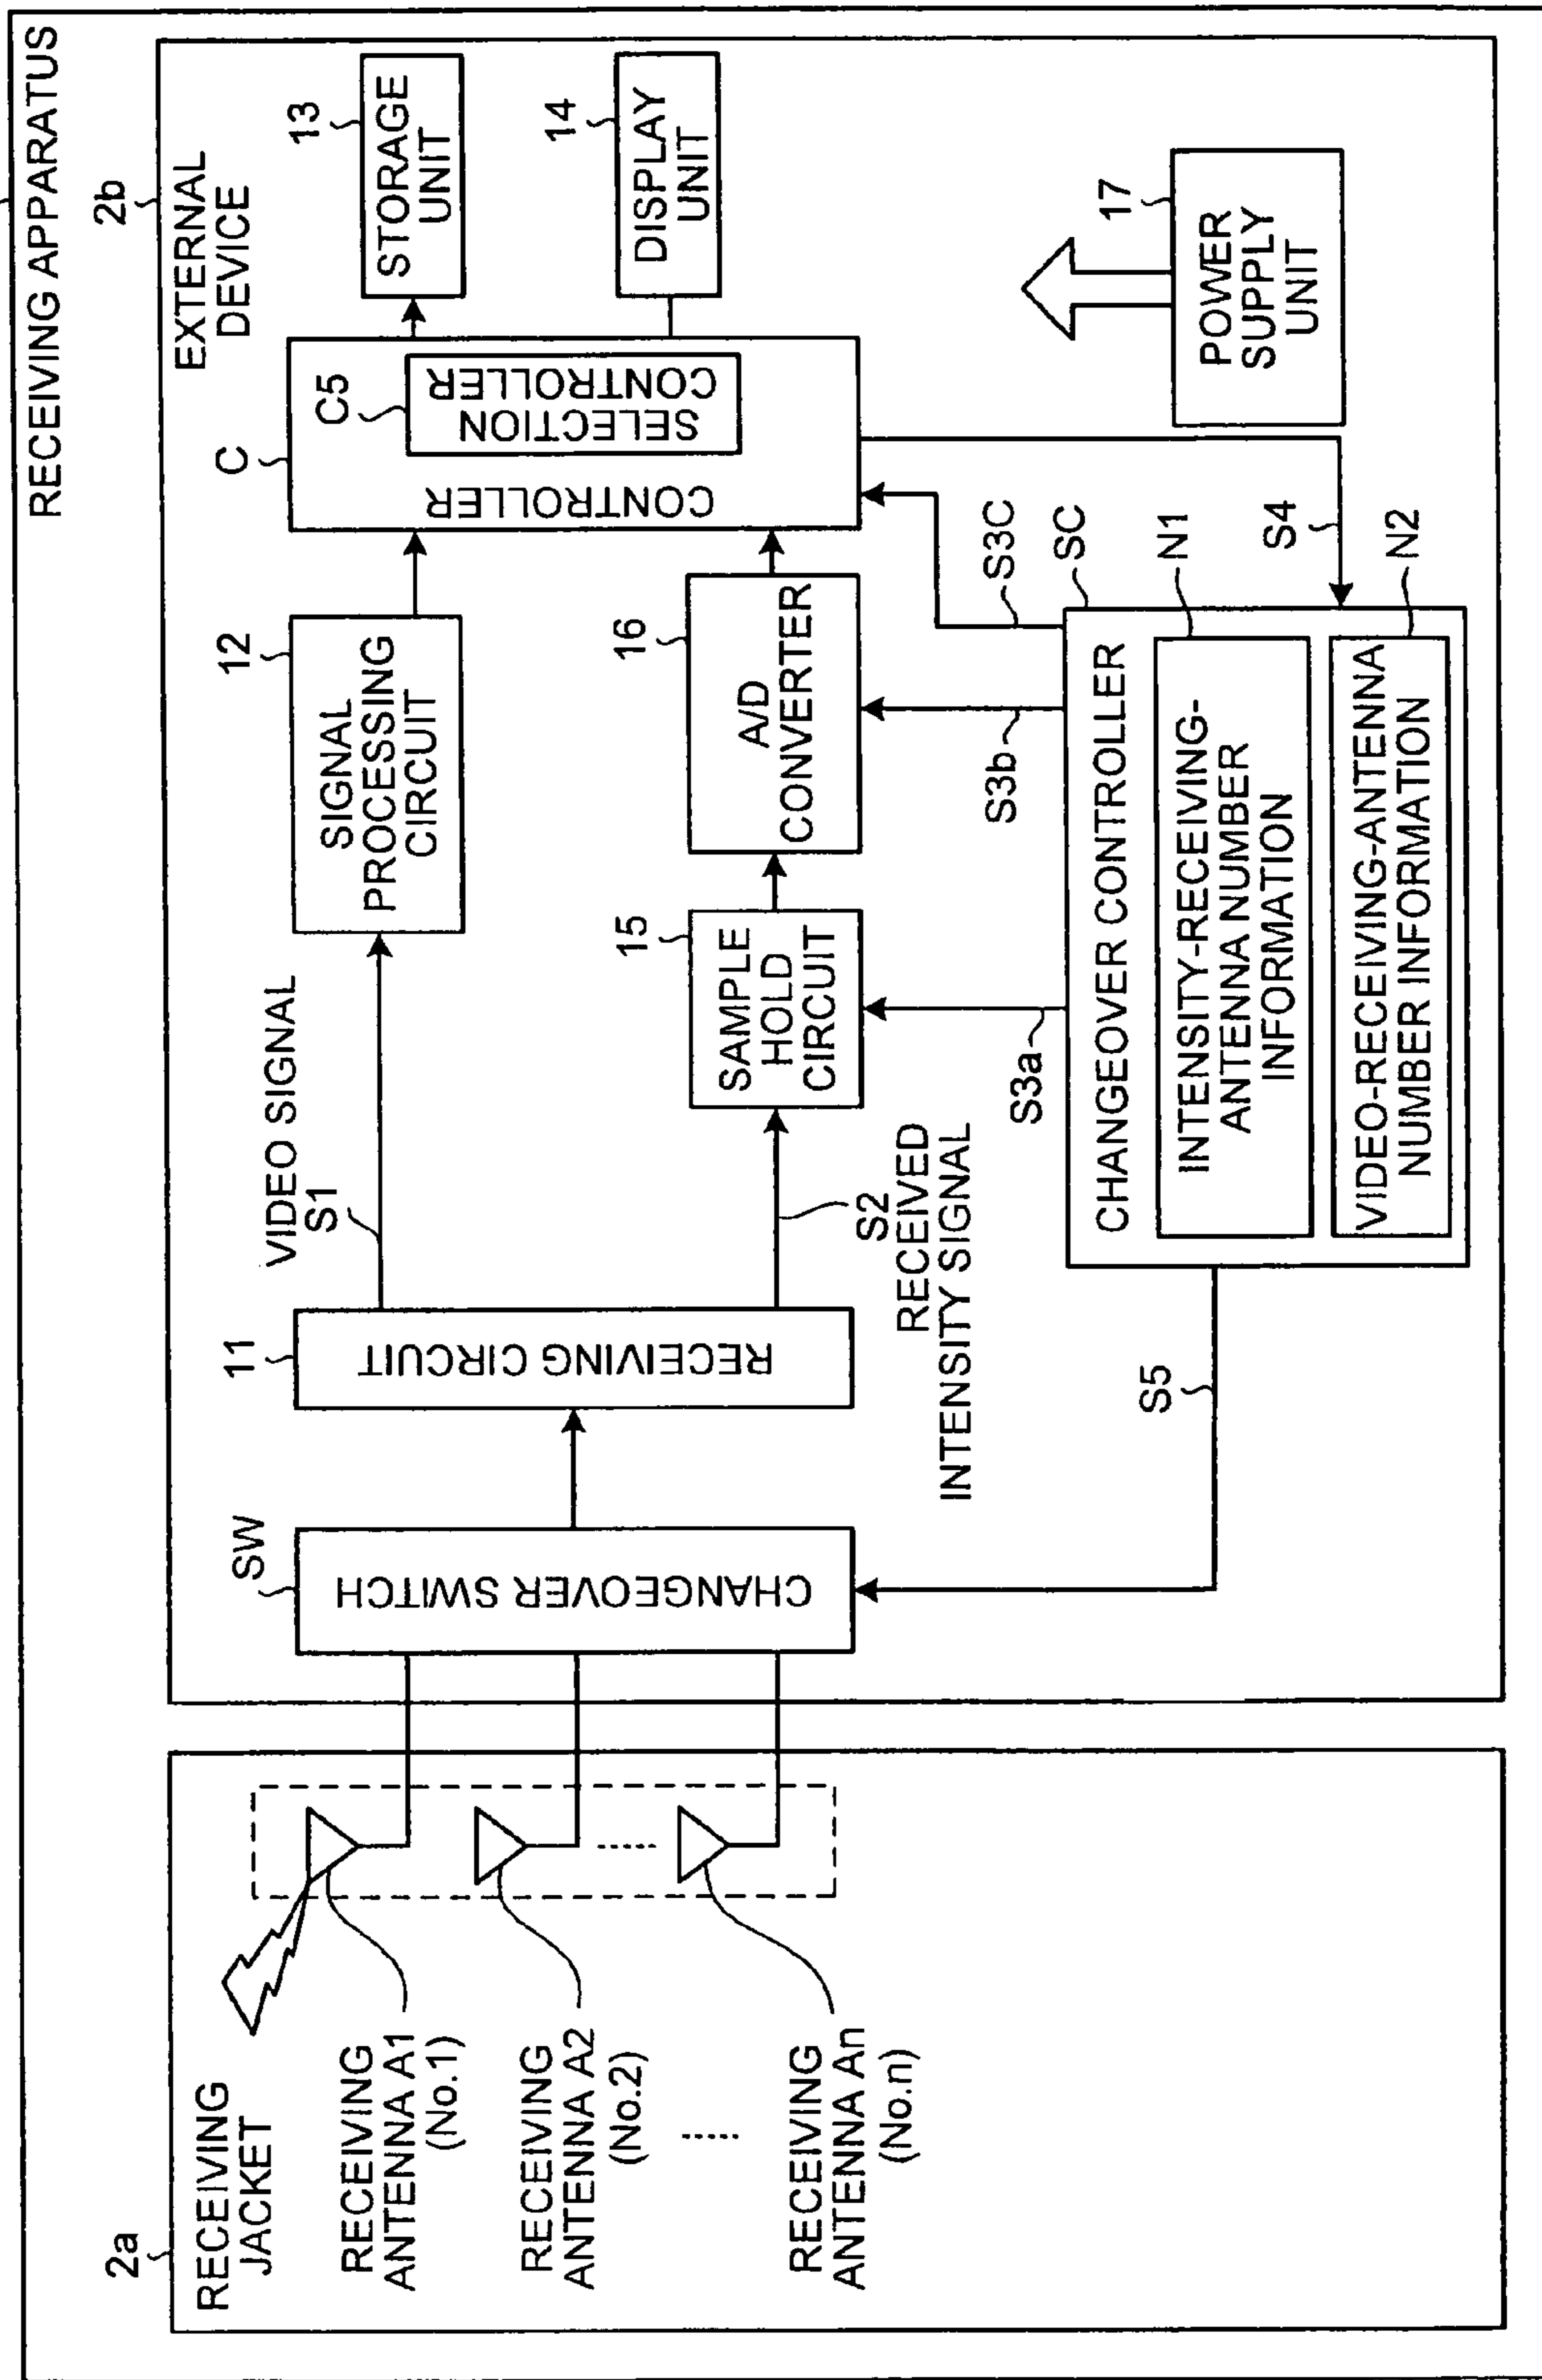 RECEIVING APPARATUS
2a
RECEIVING
JACKET
RECEIVING
ANTENNA A1
(No.1)
RECEIVING
ANTENNA A2
(No.2)
......
RECEIVING
ANTENNA An
(No.n)
2b
EXTERNAL
DEVICE
SW
CHANGEOVER SWITCH
11
RECEIVING CIRCUIT
VIDEO SIGNAL
S1
S2
RECEIVED
INTENSITY SIGNAL
12
SIGNAL
PROCESSING
CIRCUIT
15
SAMPLE
HOLD
CIRCUIT
16
A/D
CONVERTER
C
CONTROLLER
C5
SELECTION
CONTROLLER
13
STORAGE
UNIT
14
DISPLAY
UNIT
17
POWER
SUPPLY
UNIT
S3a
S3b
S3C
SC
S4
S5
CHANGEOVER CONTROLLER
N1
INTENSITY-RECEIVING-
ANTENNA NUMBER
INFORMATION
N2
VIDEO-RECEIVING-ANTENNA
NUMBER INFORMATION